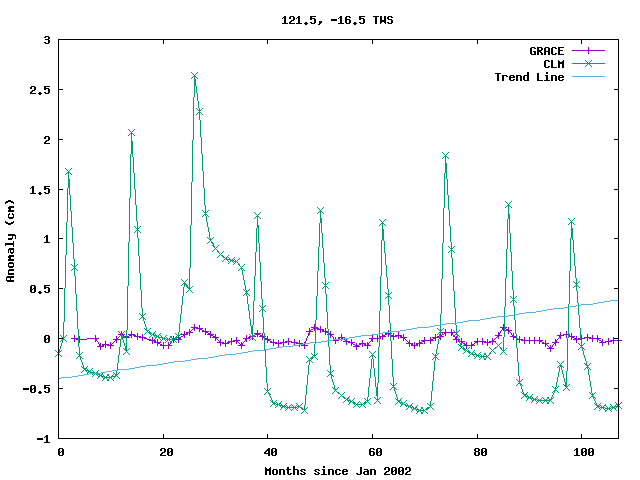 121.5, -16.5 TWS
GRACE
CLM
Trend Line
3
2.5
2
1.5
1
0.5
0
-0.5
-1
Anomaly (cm)
0 20 40 60 80 100
Months since Jan 2002